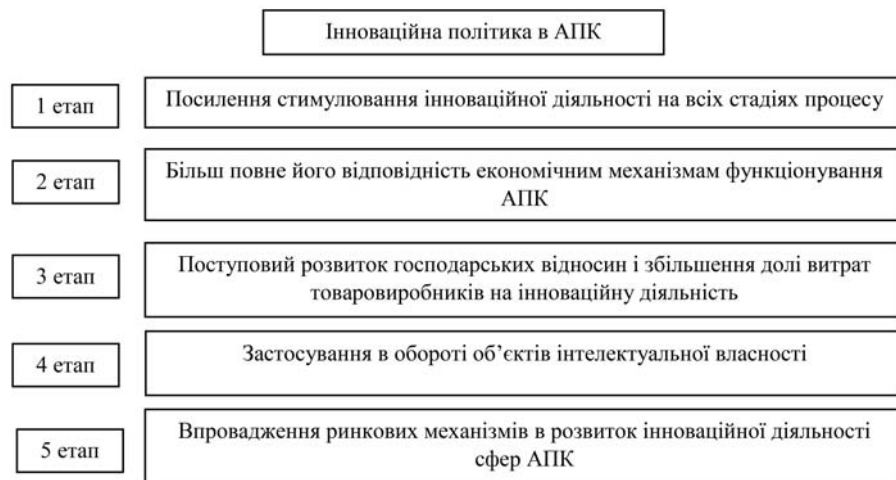 Інноваційна політика в АПК
1 етап
Посилення стимулювання інноваційної діяльності на всіх стадіях процесу
2 етап
Більш повне його відповідність економічним механізмам функціонування
АПК
3 етап
Поступовий розвиток господарських відносин і збільшення долі витрат
товаровиробників на інноваційну діяльність
4 етап
Застосування в обороті об’єктів інтелектуальної власності
5 етап
Впровадження ринкових механізмів в розвиток інноваційної діяльності
сфер АПК